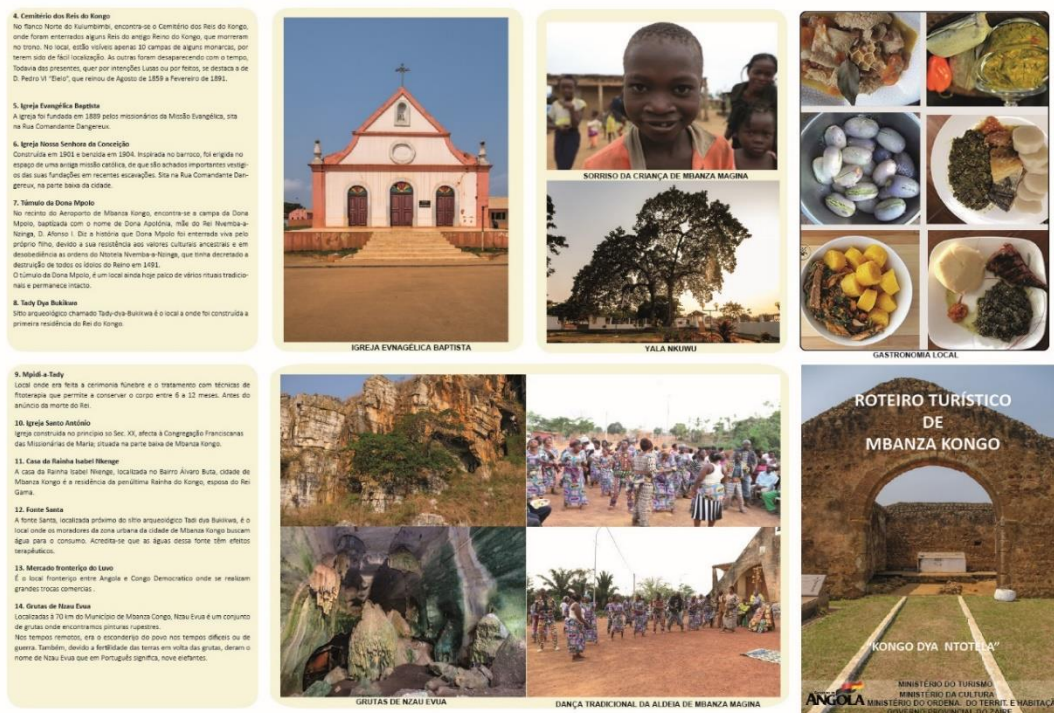 4. Cemitério dos Reis do Kongo
No flanco Norte do Kulumbimbi, encontra-se o Cemitério dos Reis do Kongo,
onde foram enterrados alguns Reis do antigo Reino do Kongo, que morreram
no trono. No local, estão visíveis apenas 10 campas de alguns monarcas, por
terem sido de fácil localização. As outras foram desaparecendo com o tempo,
Todavia das presentes, quer por intenções Lusas ou por feitos, se destaca a de
D. Pedro VI "Elelo", que reinou de Agosto de 1859 a Fevereiro de 1891.
5. Igreja Evangélica Baptista
A igreja foi fundada em 1889 pelos missionários da Missão Evangélica, sita
na Rua Comandante Dangereux.
6. Igreja Nossa Senhora da Conceição
Construída em 1901 e benzida em 1904. Inspirada no barroco, foi erigida no
espaço de uma antiga missão católica, de que são achados importantes vestígi-
os das suas fundações em recentes escavações. Sita na Rua Comandante Dan-
gereux, na parte baixa da cidade.
7. Túmulo da Dona Mpolo
No recinto do Aeroporto de Mbanza Kongo, encontra-se a campa da Dona
Mpolo, baptizada com o nome de Dona Apolónia, mãe do Rei Nvemba-a-
Nzinga, D. Afonso I. Diz a história que Dona Mpolo foi enterrada viva pelo
próprio filho, devido a sua resistência aos valores culturais ancestrais e em
desobediência as ordens do Ntotela Nvemba-a-Nzinga, que tinha decretado a
destruição de todos os ídolos do Reino em 1491.
O túmulo da Dona Mpolo, é um local ainda hoje palco de vários rituais tradicio-
nais e permanece intacto.
8. Tady Dya Bukikwa
Sítio arqueológico chamado Tady-dya-Bukikwa é o local a onde foi construída a
primeira residência do Rei do Kongo.
IGREJA EVNAGÉLICA BAPTISTA
SORRISO DA CRIANÇA DE MBANZA MAGINA
YALA NKUWU
GASTRONOMIA LOCAL
9. Mpidi-a-Tady
Local onde era feita a cerimonia fúnebre e o tratamento com técnicas de
fitoterapia que permite a conservar o corpo entre 6 a 12 meses. Antes do
anúncio da morte do Rei.
10. Igreja Santo António
Igreja construída no princípio so Sec. XX, afecta à Congregação Franciscanas
das Missionárias de Maria; situada na parte baixa de Mbanza Kongo.
11. Casa da Rainha Isabel Nkenge
A casa da Rainha Isabel Nkenge, localizada no Bairro Álvaro Buta, cidade de
Mbanza Kongo é a residência da penúltima Rainha do Kongo, esposa do Rei
Gama.
12. Fonte Santa
A fonte Santa, localizada próximo do sítio arqueológico Tadi dya Bukikwa, é o
local onde os moradores da zona urbana da cidade de Mbanza Kongo buscam
água para o consumo. Acredita-se que as águas dessa fonte têm efeitos
terapêuticos.
13. Mercado fronteriço do Luvo
É o local fronteriço entre Angola e Congo Democratico onde se realizam
grandes trocas comercias .
14. Grutas de Nzau Evua
Localizadas à 70 km do Município de Mbanza Congo, Nzau Evua é um conjunto
de grutas onde encontramos pinturas rupestres.
Nos tempos remotos, era o esconderijo do povo nos tempos difíceis ou de
guerra. Também, devido a fertilidade das terras em volta das grutas, deram o
nome de Nzau Evua que em Português significa, nove elefantes.
GRUTAS DE NZAU EVUA
DANÇA TRADICIONAL DA ALDEIA DE MBANZA MAGINA
ROTEIRO TURÍSTICO
DE
MBANZA KONGO
"KONGO DYA NTOTELA"
ANGOLA
MINISTÉRIO DO TURISMO
MINISTÉRIO DA CULTURA
MINISTÉRIO DO ORDENA. DO TERRIT. E HABITAÇÃ
GOVERNO PROVINCIAL DO ZAIRE